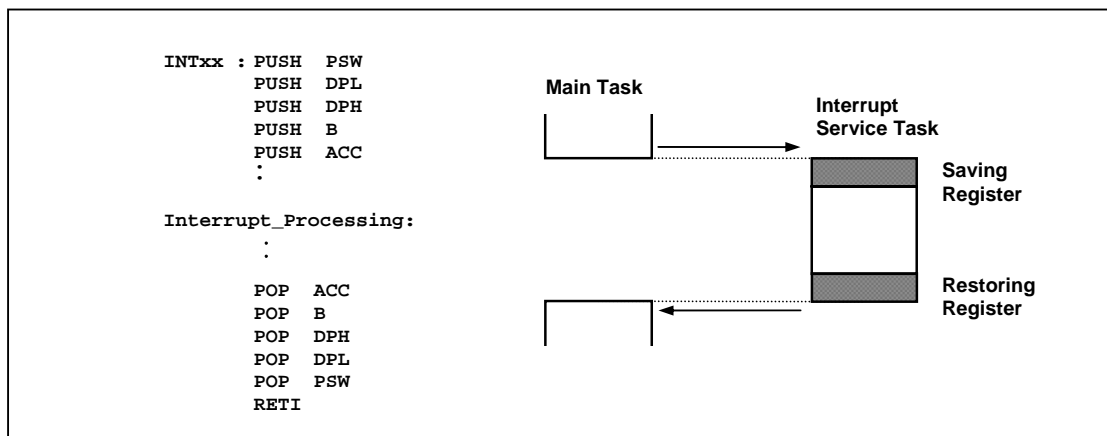 INTxx : PUSH PSW
PUSH DPL
PUSH DPH
PUSH B
PUSH ACC
:
Interrupt_Processing:
:
POP ACC
POP B
POP DPH
POP DPL
POP PSW
RETI
Main Task
Interrupt
Service Task
Saving
Register
Restoring
Register